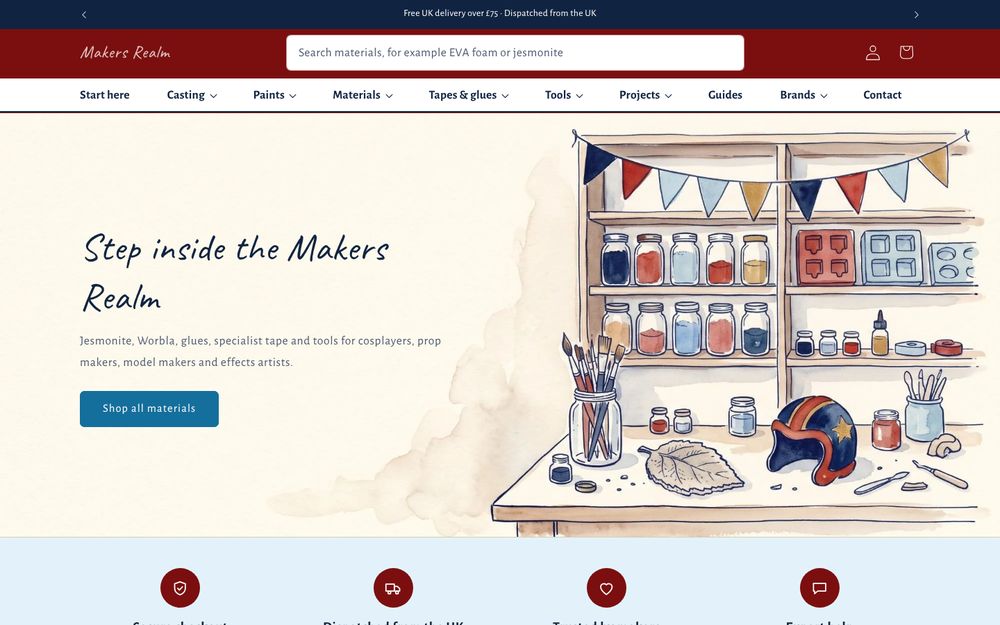 Free UK delivery over £75 · Dispatched from the UK
Makers Realm
Search materials, for example EVA foam or jesmonite
Start here
Casting
Paints
Materials
Tapes & glues
Tools
Projects
Guides
Brands
Contact
Step inside the Makers
Realm
Jesmonite, Worbla, glues, specialist tape and tools for cosplayers, prop
makers, model makers and effects artists.
Shop all materials